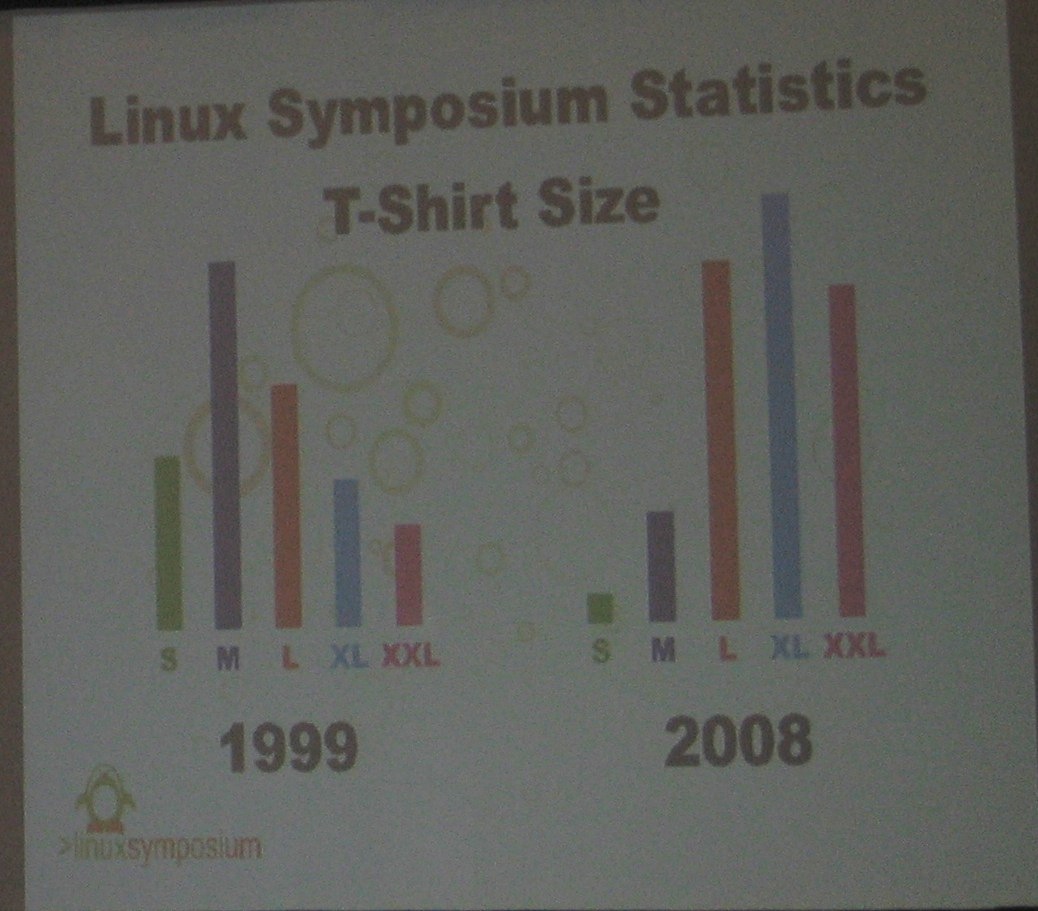 Linux Symposium Statistics
T-Shirt Size
S M L XL XXL
S M L XL XXL
1999
2008
>linuxsymposium